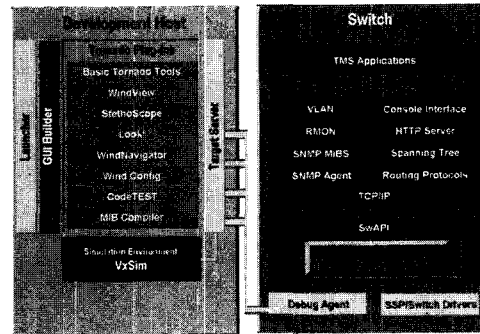 Development Host
Tornado Plug-ins
Basic Tornado Tools
WindView
StethoScope
Look!
WindNavigator
Wind Config
CodeTEST
MIB Compiler
Launcher
GUI Builder
Target Server
Simulation Environment
VxSim
Switch
TMS Applications
VLAN Console Interface
RMON HTTP Server
SNMP MIBS Spanning Tree
SNMP Agent Routing Protocols
TCP/IP
SwAPI
Debug Agent
SSP/Switch Drivers